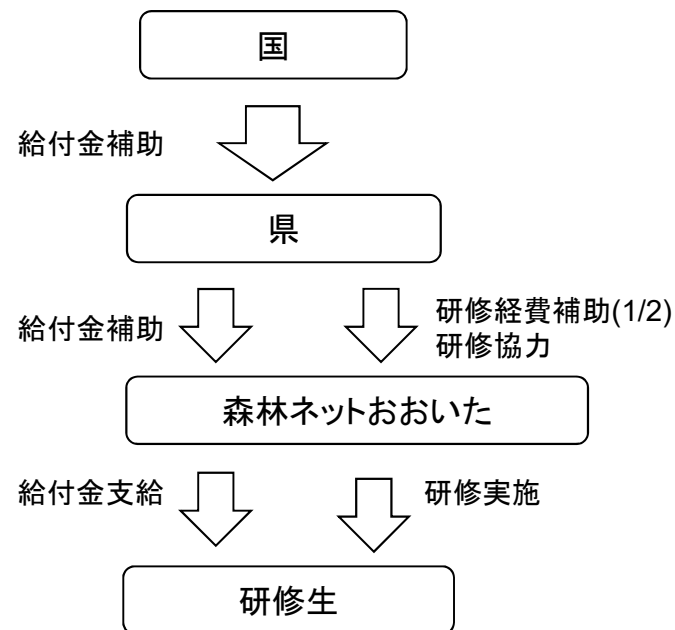 国
給付金補助
県
給付金補助
研修経費補助(1/2)
研修協力
森林ネットおおいた
給付金支給
研修実施
研修生